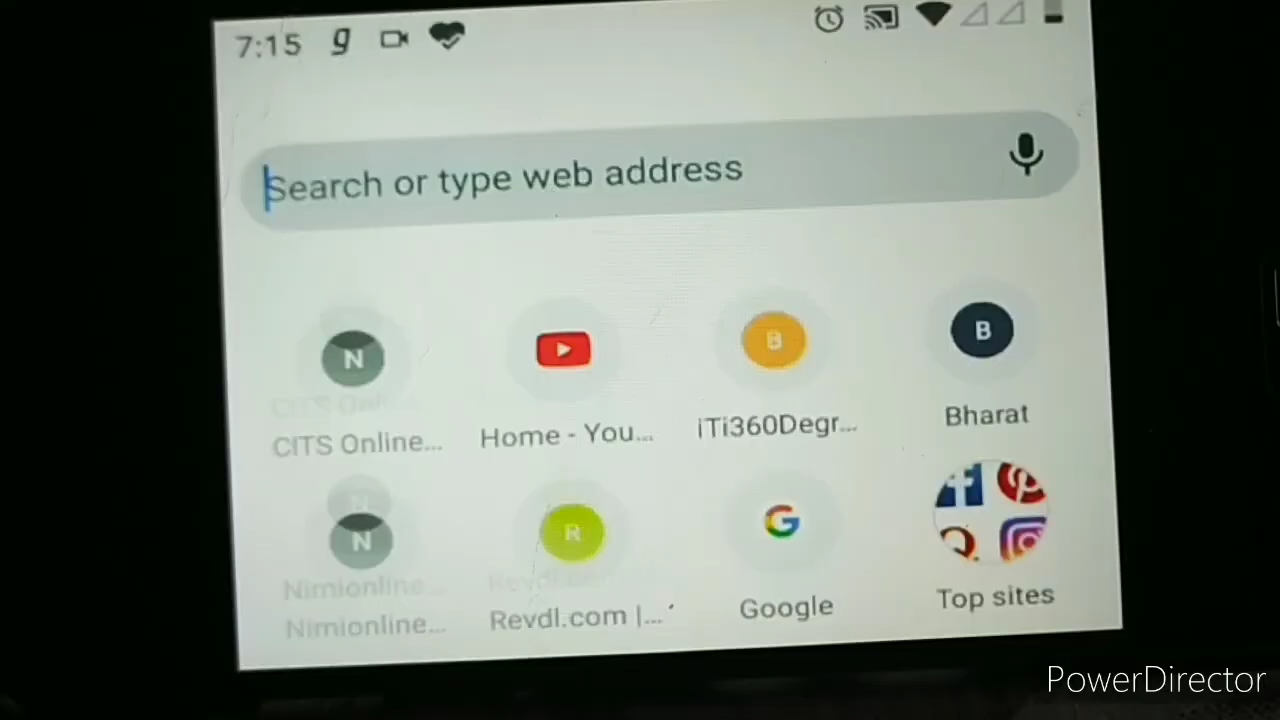 7:15 g
Search or type web address
N B B
CITS Online... Home - You... iTi360Degr... Bharat
N R G
Nimionline... Revdl.com |... Google Top sites
PowerDirector